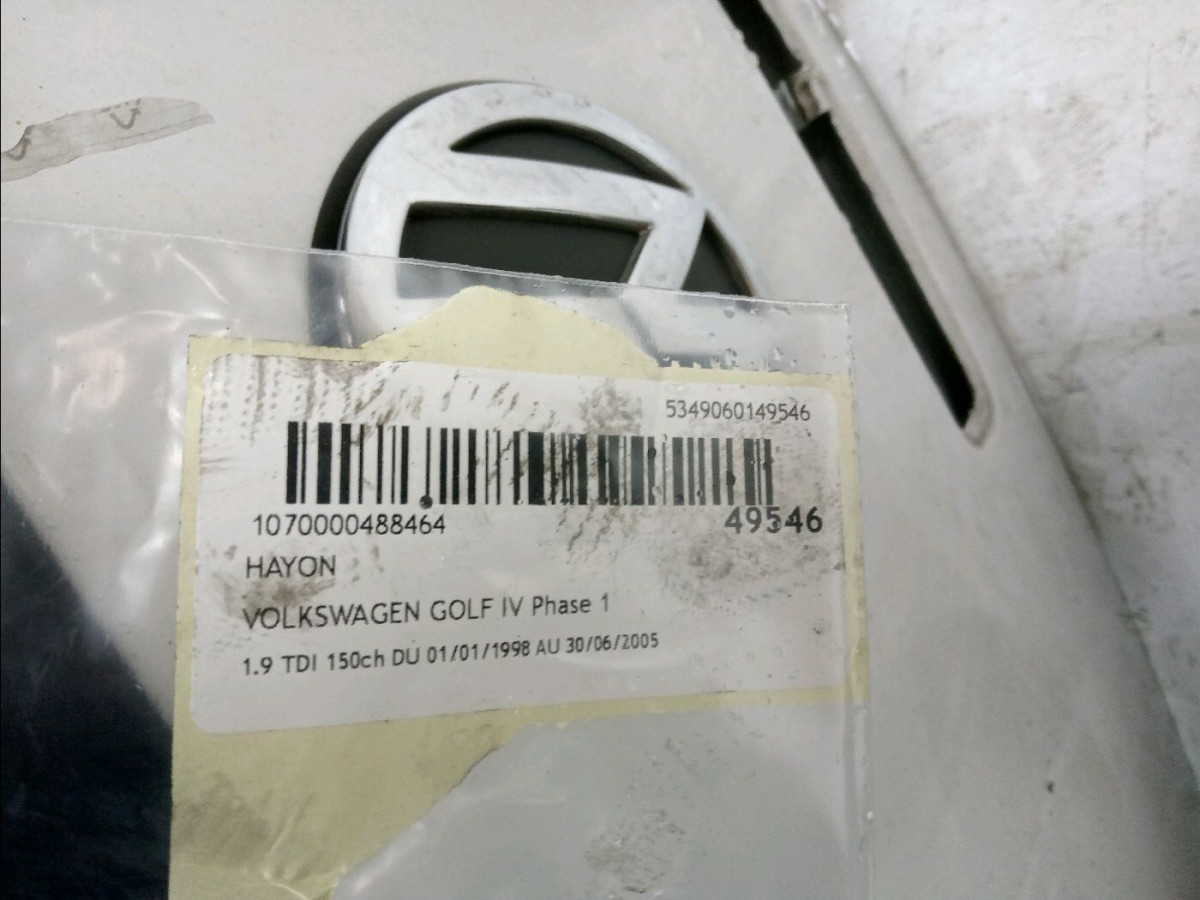 5349060149546
1070000488464
49546
HAYON
VOLKSWAGEN GOLF IV Phase 1
1.9 TDI 150ch DU 01/01/1998 AU 30/06/2005